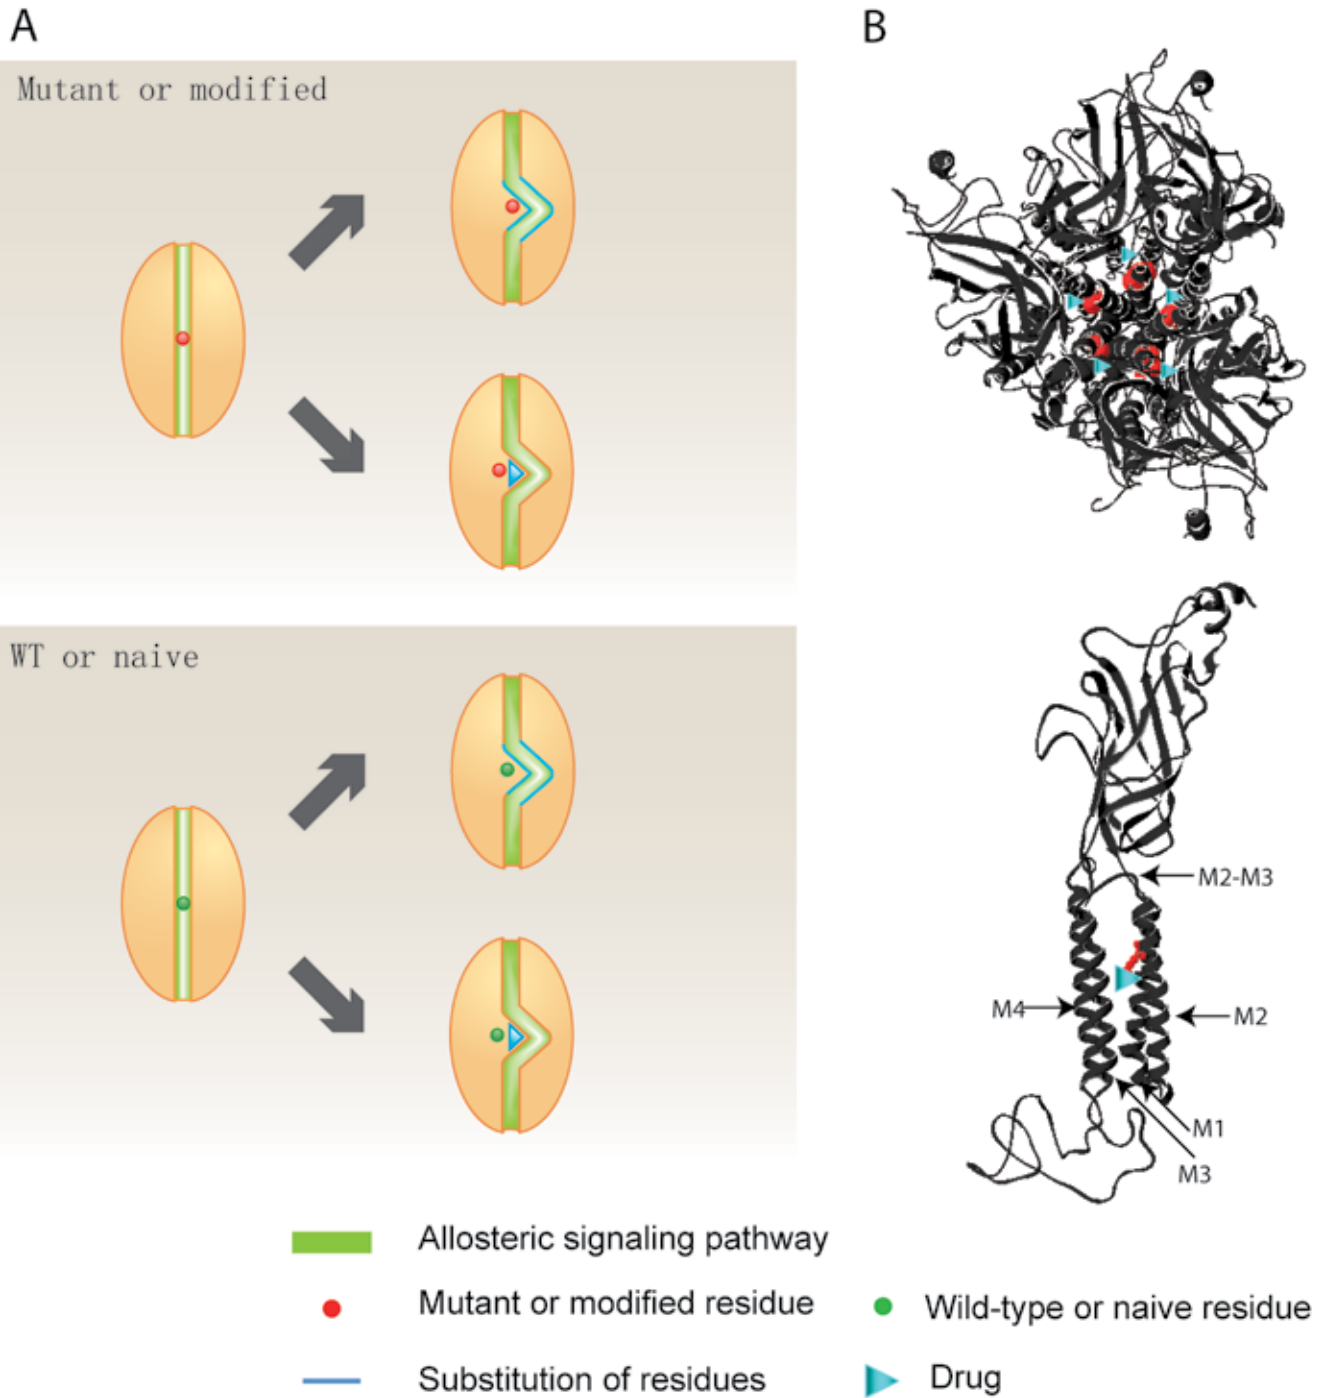 A
B
Mutant or modified
WT or naive
M2-M3
M4
M2
M1
M3
Allosteric signaling pathway
Mutant or modified residue
Wild-type or naive residue
Substitution of residues
Drug